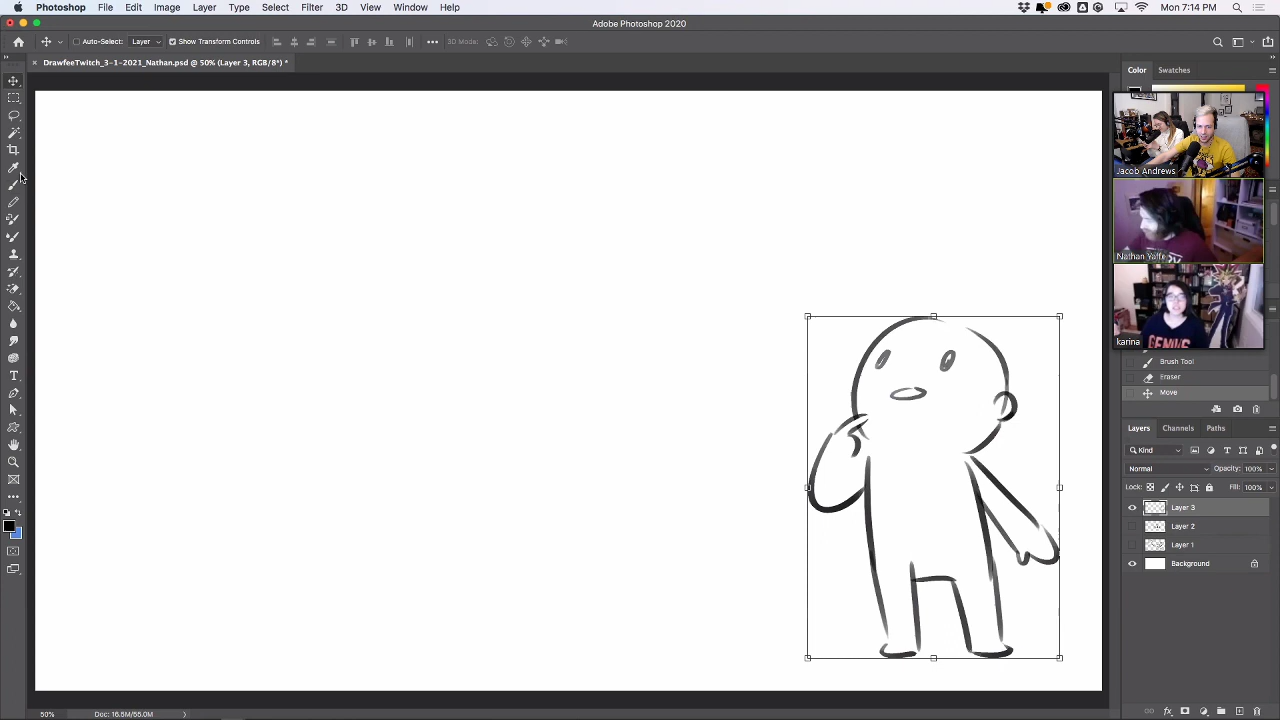 Photoshop File Edit Image Layer Type Select Filter 3D View Window Help Mon 7:14 PM
Adobe Photoshop 2020
Auto-Select: Layer Show Transform Controls 3D Mode:
DrawfeeTwitch_3-1-2021_Nathan.psd @ 50% (Layer 3, RGB/8*) *
Color Swatches
Jacob Andrews
Nathan Yaffe
karina
GENIUS
Brush Tool
Eraser
Move
Layers Channels Paths
Kind
Normal Opacity: 100%
Lock: Fill: 100%
Layer 3
Layer 2
Layer 1
Background
50% Doc: 16.5M/55.0M